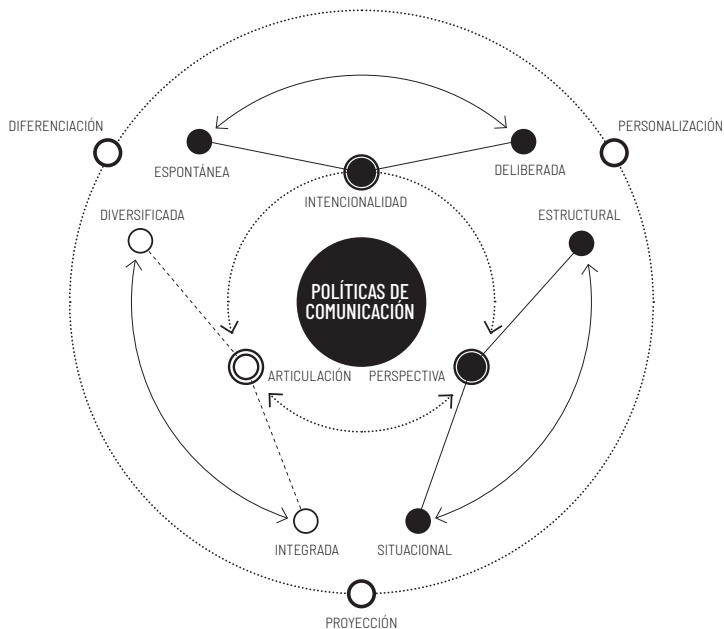 DIFERENCIACIÓN
PERSONALIZACIÓN
ESPONTÁNEA
DELIBERADA
INTENCIONALIDAD
DIVERSIFICADA
ESTRUCTURAL
POLÍTICAS DE
COMUNICACIÓN
ARTICULACIÓN
PERSPECTIVA
INTEGRADA
SITUACIONAL
PROYECCIÓN